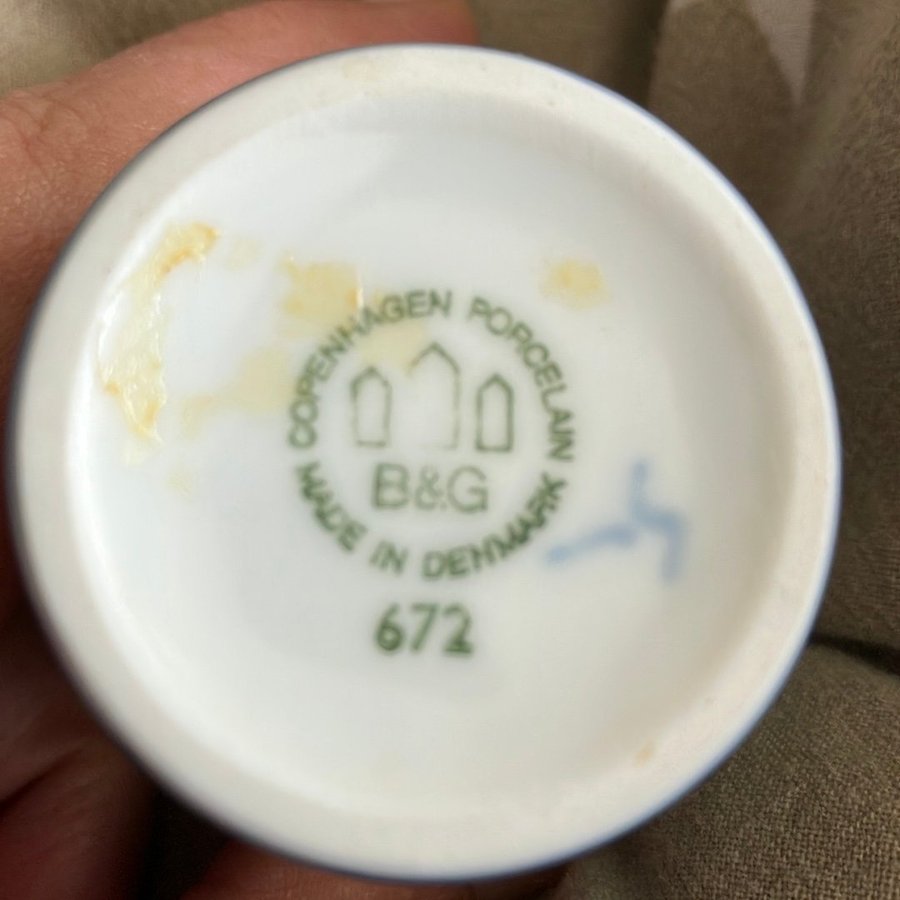 COPENHAGEN PORCELAIN
B&G
MADE IN DENMARK
672